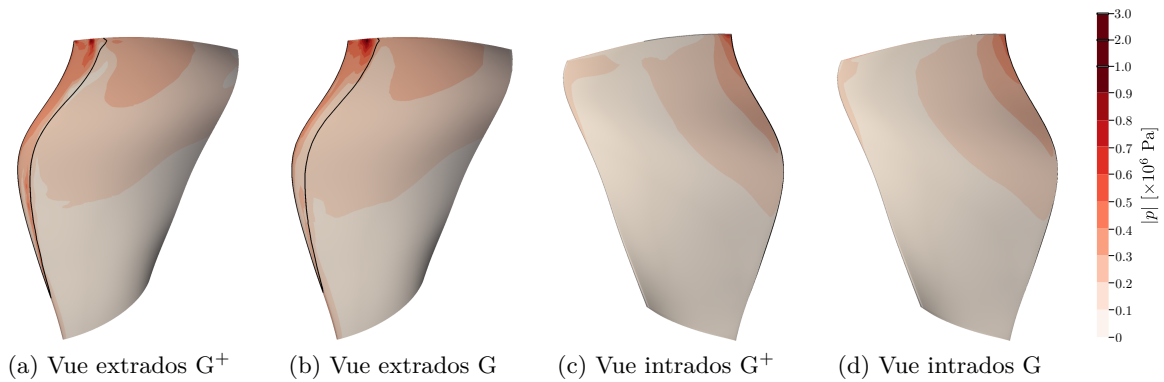 3.0
2.0
1.0
0.9
0.8
0.7
0.6
0.5
0.4
0.3
0.2
0.1
0
|p| [×10⁶ Pa]
(a) Vue extrados G⁺
(b) Vue extrados G
(c) Vue intrados G⁺
(d) Vue intrados G